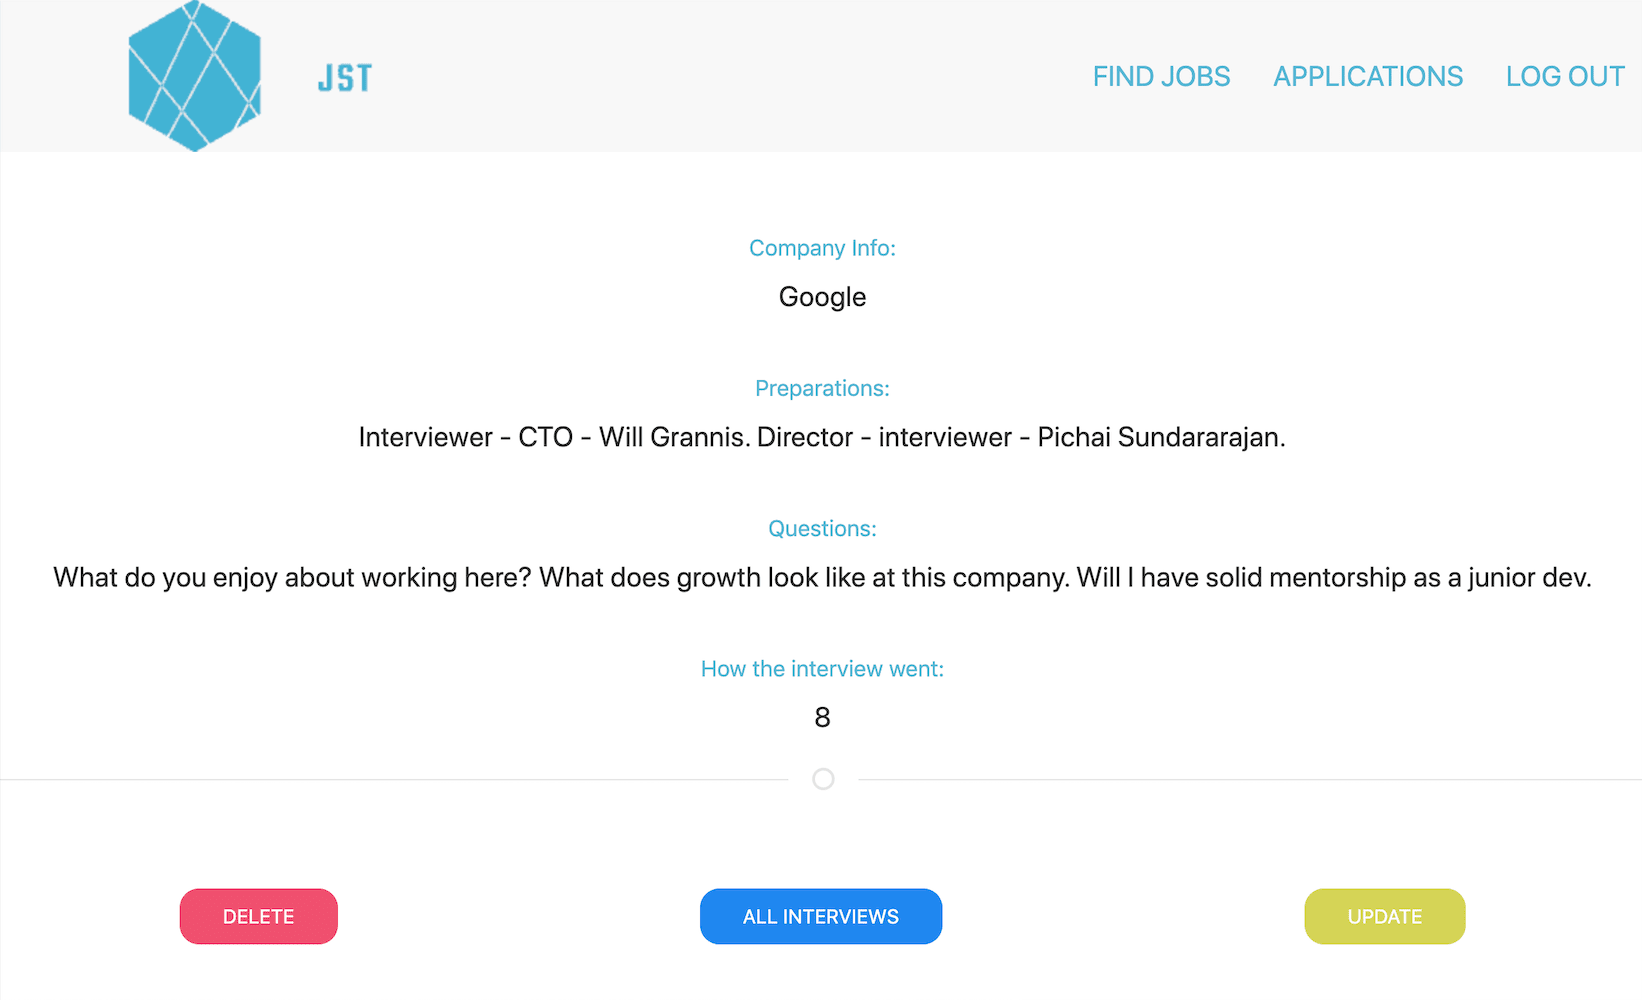 JST
FIND JOBS APPLICATIONS LOG OUT
Company Info:
Google
Preparations:
Interviewer - CTO - Will Grannis. Director - interviewer - Pichai Sundararajan.
Questions:
What do you enjoy about working here? What does growth look like at this company. Will I have solid mentorship as a junior dev.
How the interview went:
8
DELETE ALL INTERVIEWS UPDATE